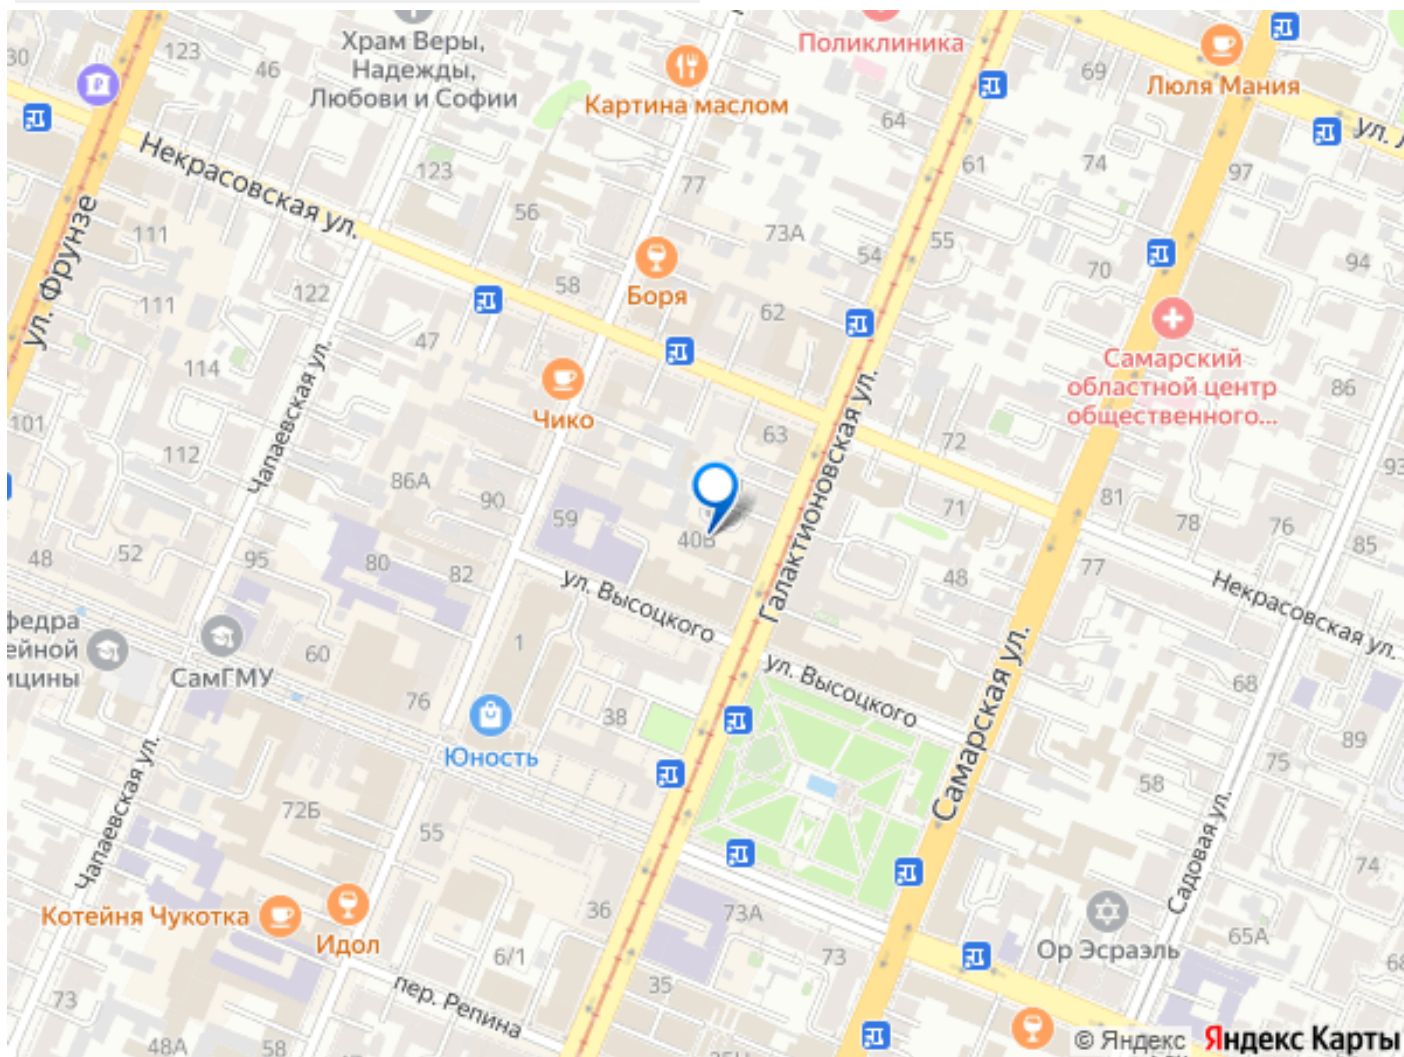 Храм Веры,
Надежды,
Любови и Софии
Картина маслом
Поликлиника
Люля Мания
30
123
46
69
64
61
74
97
123
77
56
73А
54
55
94
70
Некрасовская ул.
ул. Фрунзе
111
111
122
58
Боря
62
Самарский
областной центр
общественного...
86
47
114
Чико
101
112
Чапаевская ул.
86А
90
59
63
72
93
Галактионовская ул.
71
81
78
76
85
40В
48
52
80
82
48
77
Некрасовская ул.
ул. Высоцкого
ул. Высоцкого
СамГМУ
60
1
76
38
68
Юность
Самарская ул.
89
75
58
Чапаевская ул.
72Б
55
Садовая ул.
74
Котейня Чукотка
Идол
36
73А
73
Ор Эсраэль
65А
68
6/1
35
пер. Репина
73
48А
58
© Яндекс Яндекс Карты